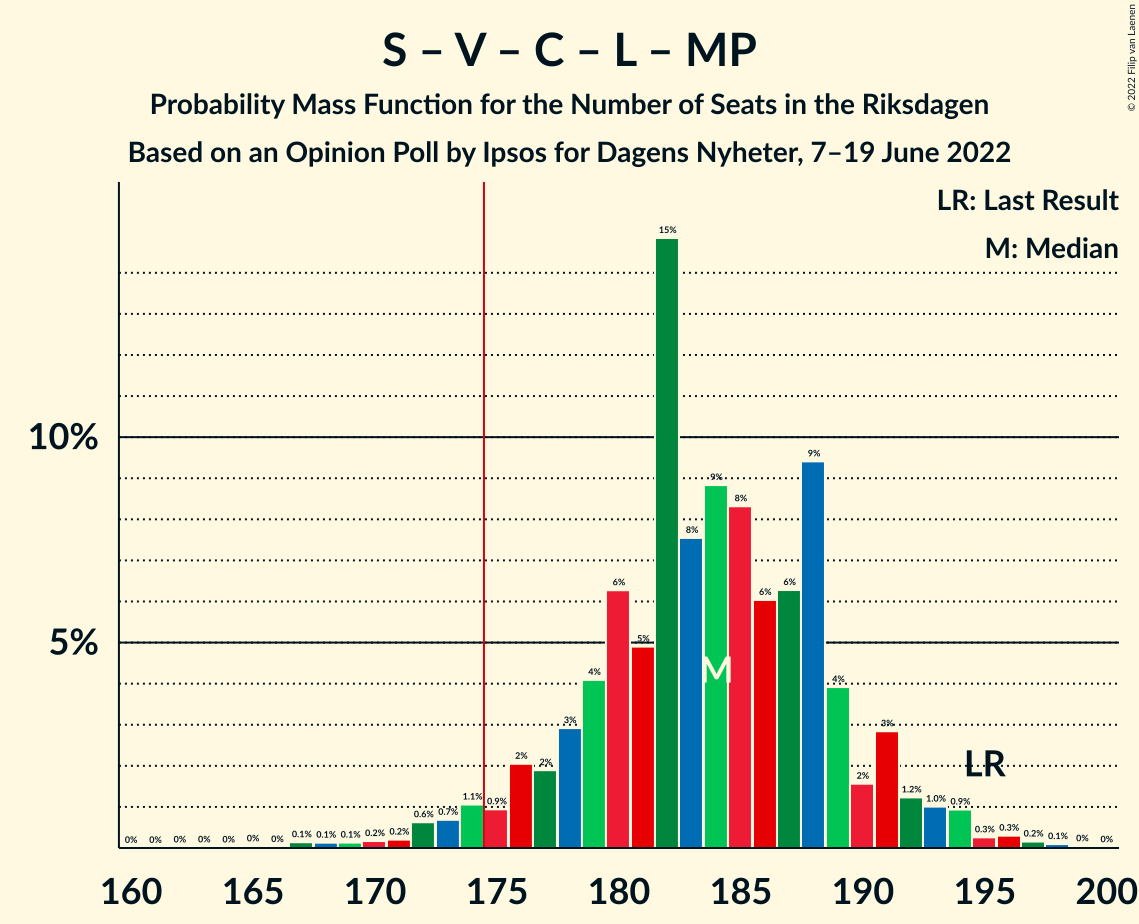 S – V – C – L – MP
Probability Mass Function for the Number of Seats in the Riksdagen
Based on an Opinion Poll by Ipsos for Dagens Nyheter, 7–19 June 2022
© 2022 Filip van Laenen
LR: Last Result
M: Median
10%
5%
0% 0% 0% 0% 0% 0% 0% 0.1% 0.1% 0.1% 0.2% 0.2% 0.6% 0.7% 1.1% 0.9% 2% 2% 3% 4% 6% 5% 15% 8% 9% 8% 6% 6% 9% 4% 2% 3% 1.2% 1.0% 0.9% 0.3% 0.3% 0.2% 0.1% 0% 0%
M
LR
160 165 170 175 180 185 190 195 200